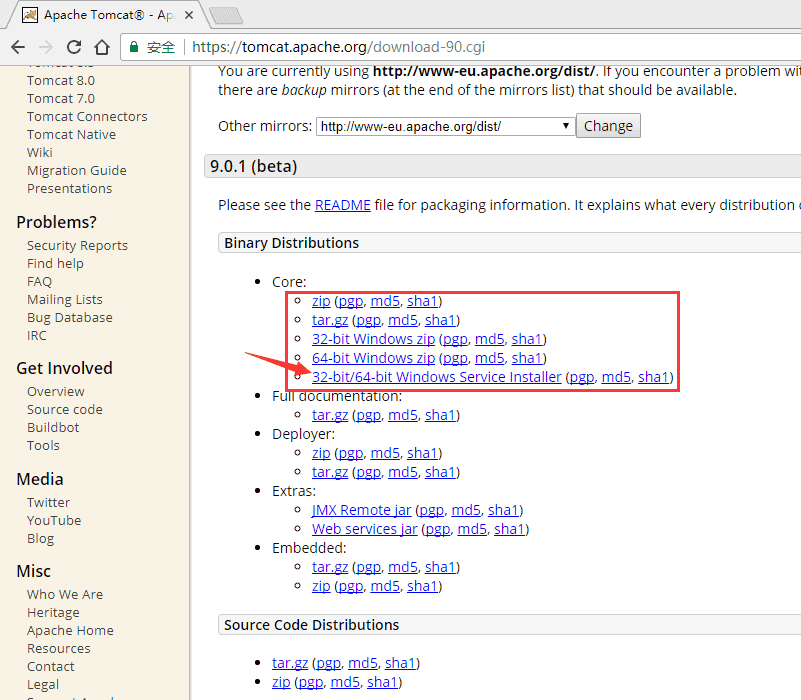 Apache Tomcat® - Ap
安全 https://tomcat.apache.org/download-90.cgi
Tomcat 8.0
Tomcat 7.0
Tomcat Connectors
Tomcat Native
Wiki
Migration Guide
Presentations
Problems?
Security Reports
Find help
FAQ
Mailing Lists
Bug Database
IRC
Get Involved
Overview
Source code
Buildbot
Tools
Media
Twitter
YouTube
Blog
Misc
Who We Are
Heritage
Apache Home
Resources
Contact
Legal
You are currently using http://www-eu.apache.org/dist/. If you encounter a problem wi
there are backup mirrors (at the end of the mirrors list) that should be available.
Other mirrors: http://www-eu.apache.org/dist/ Change
9.0.1 (beta)
Please see the README file for packaging information. It explains what every distribution
Binary Distributions
Core:
zip (pgp, md5, sha1)
tar.gz (pgp, md5, sha1)
32-bit Windows zip (pgp, md5, sha1)
64-bit Windows zip (pgp, md5, sha1)
32-bit/64-bit Windows Service Installer (pgp, md5, sha1)
Full documentation:
tar.gz (pgp, md5, sha1)
Deployer:
zip (pgp, md5, sha1)
tar.gz (pgp, md5, sha1)
Extras:
JMX Remote jar (pgp, md5, sha1)
Web services jar (pgp, md5, sha1)
Embedded:
tar.gz (pgp, md5, sha1)
zip (pgp, md5, sha1)
Source Code Distributions
tar.gz (pgp, md5, sha1)
zip (pgp, md5, sha1)